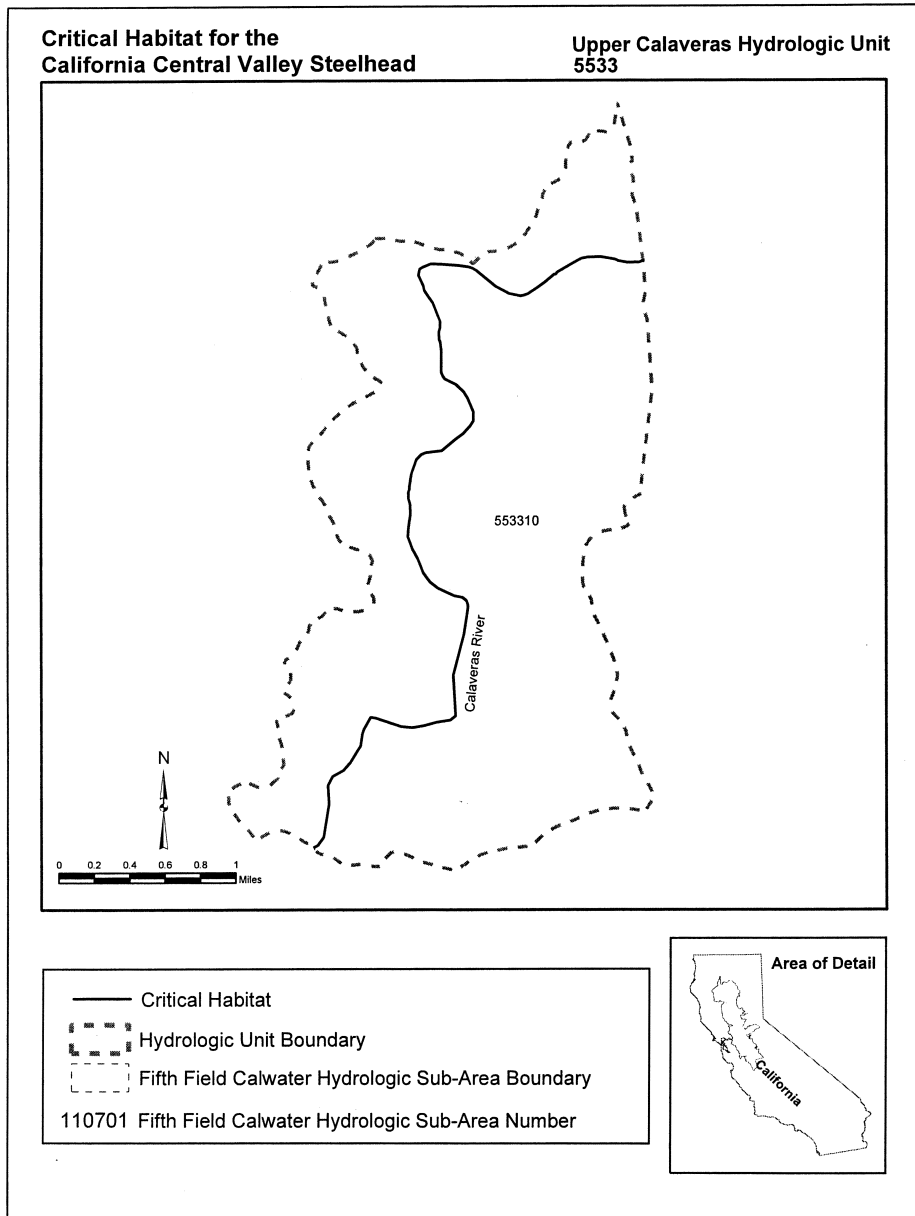 Critical Habitat for the
California Central Valley Steelhead
Upper Calaveras Hydrologic Unit
5533
553310
Calaveras River
N
0 0.2 0.4 0.6 0.8 1
Miles
Critical Habitat
Hydrologic Unit Boundary
Fifth Field Calwater Hydrologic Sub-Area Boundary
110701 Fifth Field Calwater Hydrologic Sub-Area Number
Area of Detail
California